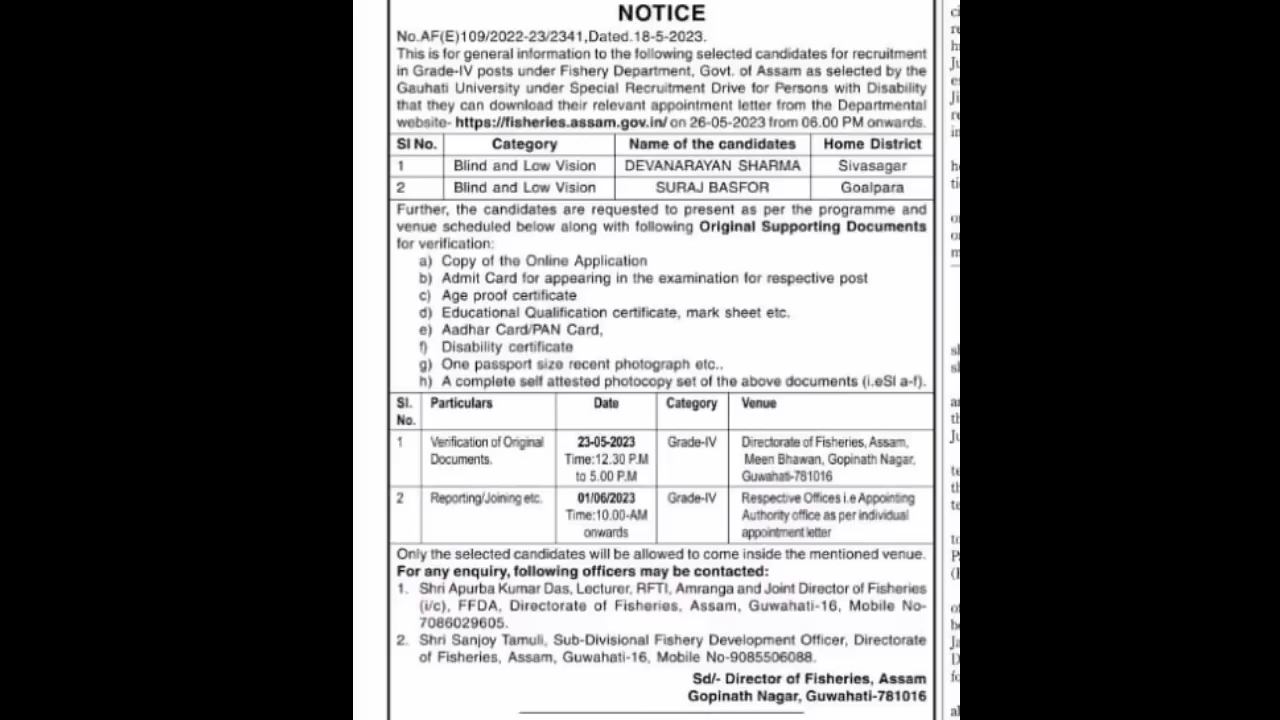 NOTICE
No.AF(E)109/2022-23/2341,Dated.18-5-2023.
This is for general information to the following selected candidates for recruitment
in Grade-IV posts under Fishery Department, Govt. of Assam as selected by the
Gauhati University under Special Recruitment Drive for Persons with Disability
that they can download their relevant appointment letter from the Departmental
website- https://fisheries.assam.gov.in/ on 26-05-2023 from 06.00 PM onwards.
Sl No. Category Name of the candidates Home District
1 Blind and Low Vision DEVANARAYAN SHARMA Sivasagar
2 Blind and Low Vision SURAJ BASFOR Goalpara
Further, the candidates are requested to present as per the programme and
venue scheduled below along with following Original Supporting Documents
for verification:
a) Copy of the Online Application
b) Admit Card for appearing in the examination for respective post
c) Age proof certificate
d) Educational Qualification certificate, mark sheet etc.
e) Aadhar Card/PAN Card,
f) Disability certificate
g) One passport size recent photograph etc..
h) A complete self attested photocopy set of the above documents (i.eSl a-f).
Sl. Particulars Date Category Venue
No.
1 Verification of Original 23-05-2023 Grade-IV Directorate of Fisheries, Assam,
Documents. Time:12.30 P.M Meen Bhawan, Gopinath Nagar,
to 5.00 P.M Guwahati-781016
2 Reporting/Joining etc. 01/06/2023 Grade-IV Respective Offices i.e Appointing
Time:10.00-AM Authority office as per individual
onwards appointment letter
Only the selected candidates will be allowed to come inside the mentioned venue.
For any enquiry, following officers may be contacted:
1. Shri Apurba Kumar Das, Lecturer, RFTI, Amranga and Joint Director of Fisheries
(i/c), FFDA, Directorate of Fisheries, Assam, Guwahati-16, Mobile No-
7086029605.
2. Shri Sanjoy Tamuli, Sub-Divisional Fishery Development Officer, Directorate
of Fisheries, Assam, Guwahati-16, Mobile No-9085506088.
Sd/- Director of Fisheries, Assam
Gopinath Nagar, Guwahati-781016